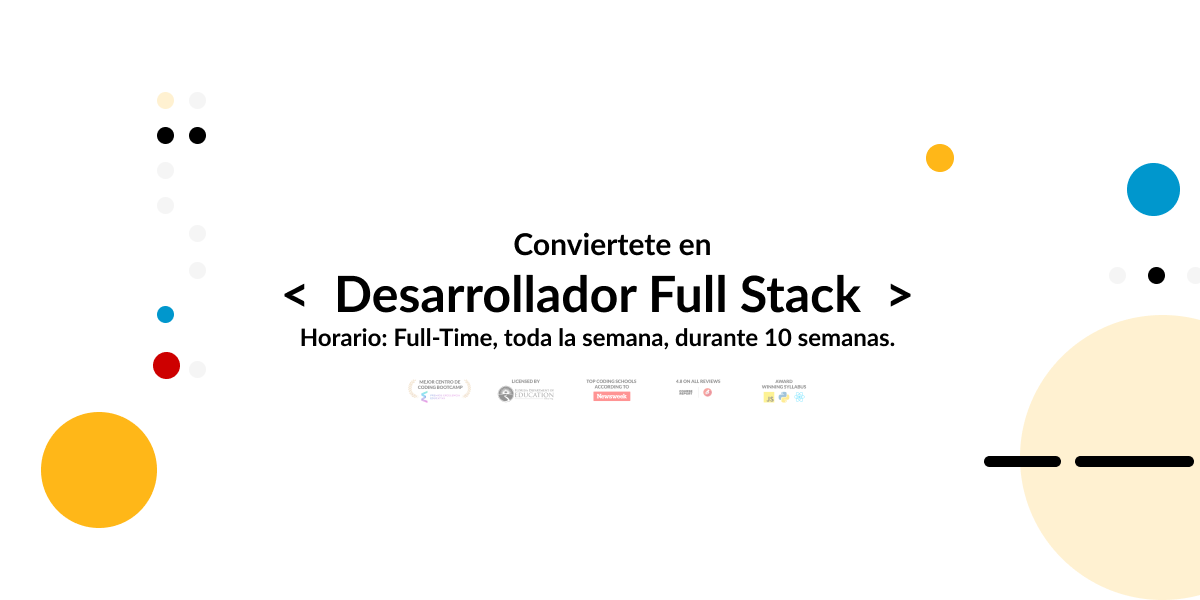 Conviertete en
< Desarrollador Full Stack >
Horario: Full-Time, toda la semana, durante 10 semanas.
MEJOR CENTRO DE
CODING BOOTCAMP
LICENSED BY
EDUCATION
TOP CODING SCHOOLS
ACCORDING TO
Newsweek
4.8 ON ALL REVIEWS
AWARD
WINNING SYLLABUS
JS